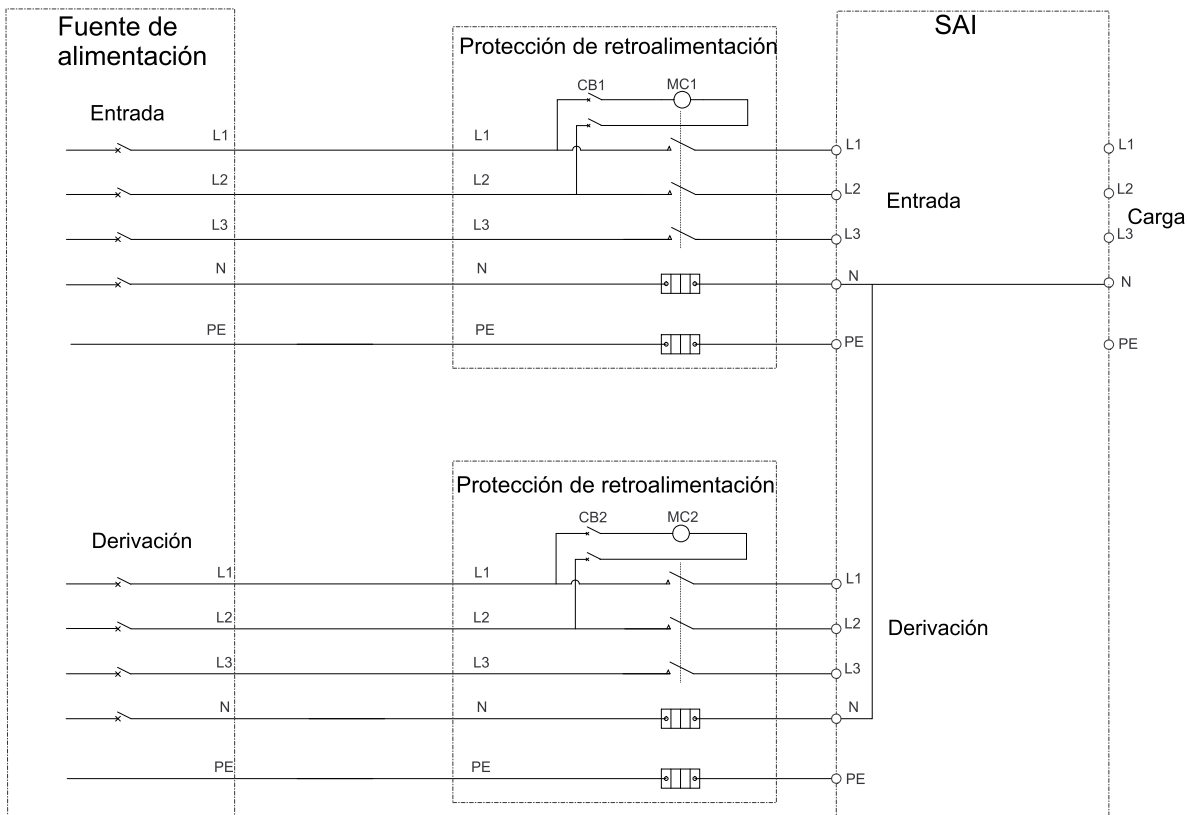 Fuente de
alimentación
Protección de retroalimentación
SAI
CB1
MC1
Entrada
L1
L1
L1
L1
L2
L2
L2
L2
Entrada
Carga
L3
L3
L3
L3
N
N
N
N
PE
PE
PE
PE
Protección de retroalimentación
CB2
MC2
Derivación
L1
L1
L1
L2
L2
L2
Derivación
L3
L3
L3
N
N
N
PE
PE
PE